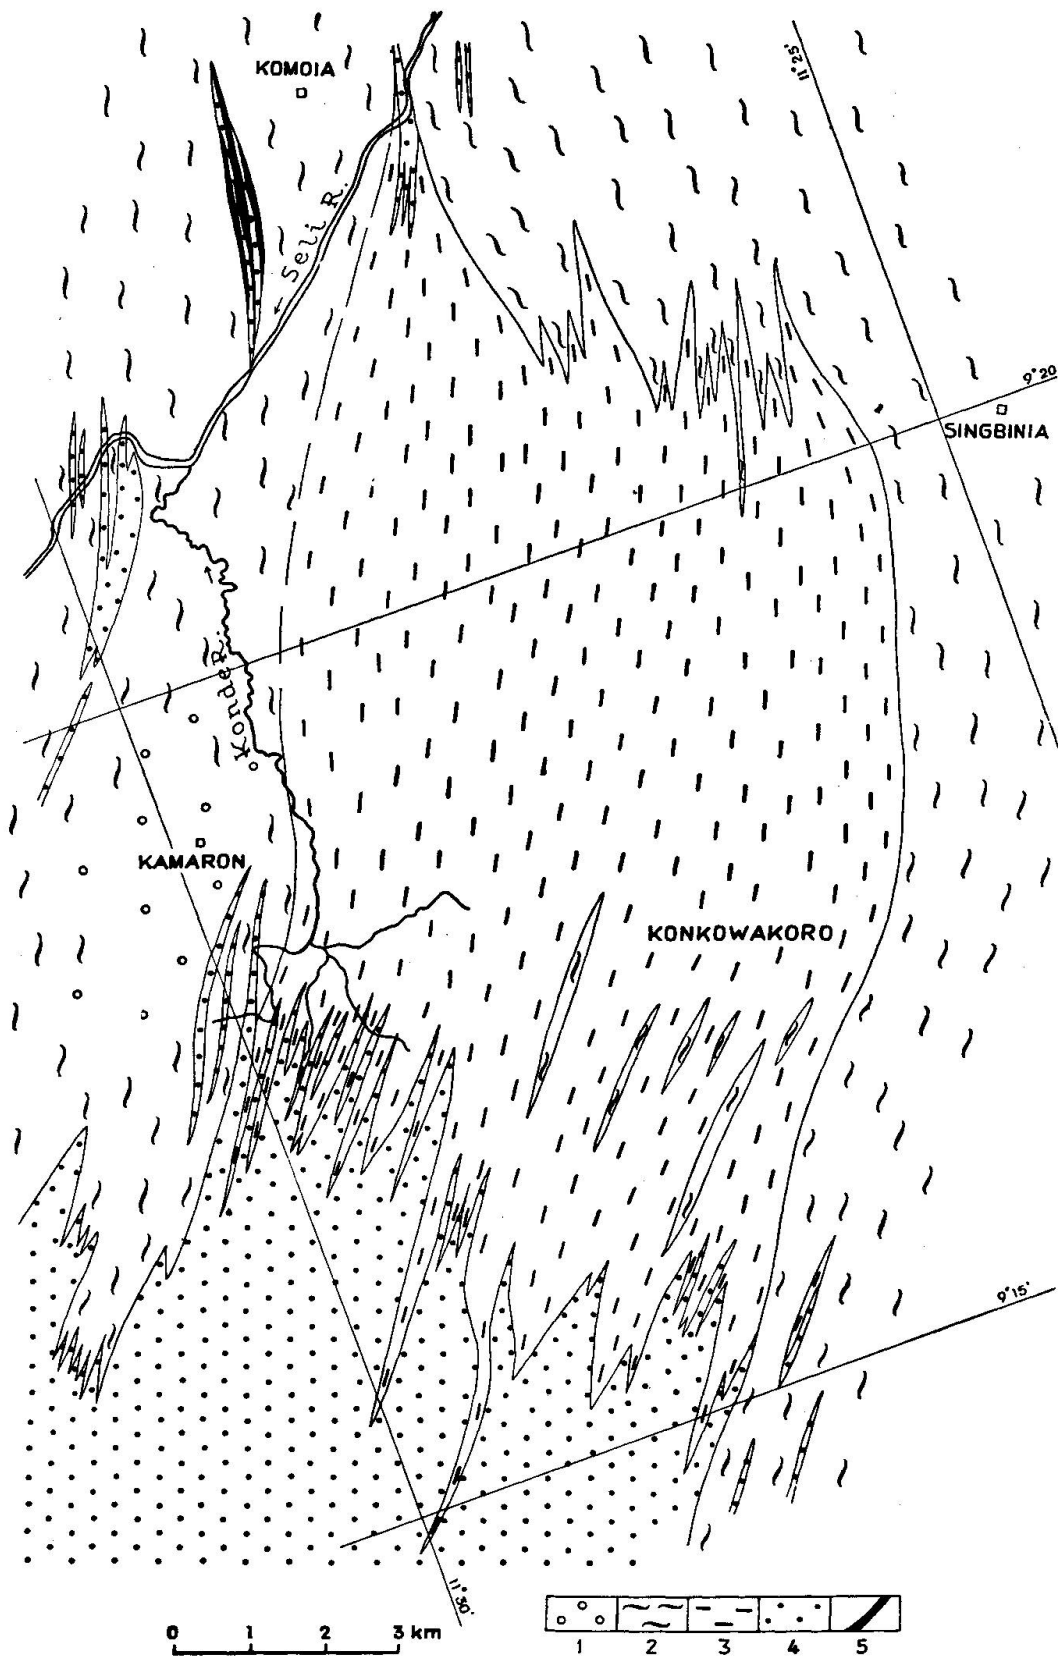 KOMOIA
11°25'
← Seli R.
9°20
SINGBINIA
Konde R.
KAMARON
KONKOWAKORO
9°15'
11°30'
0 1 2 3 km
1 2 3 4 5